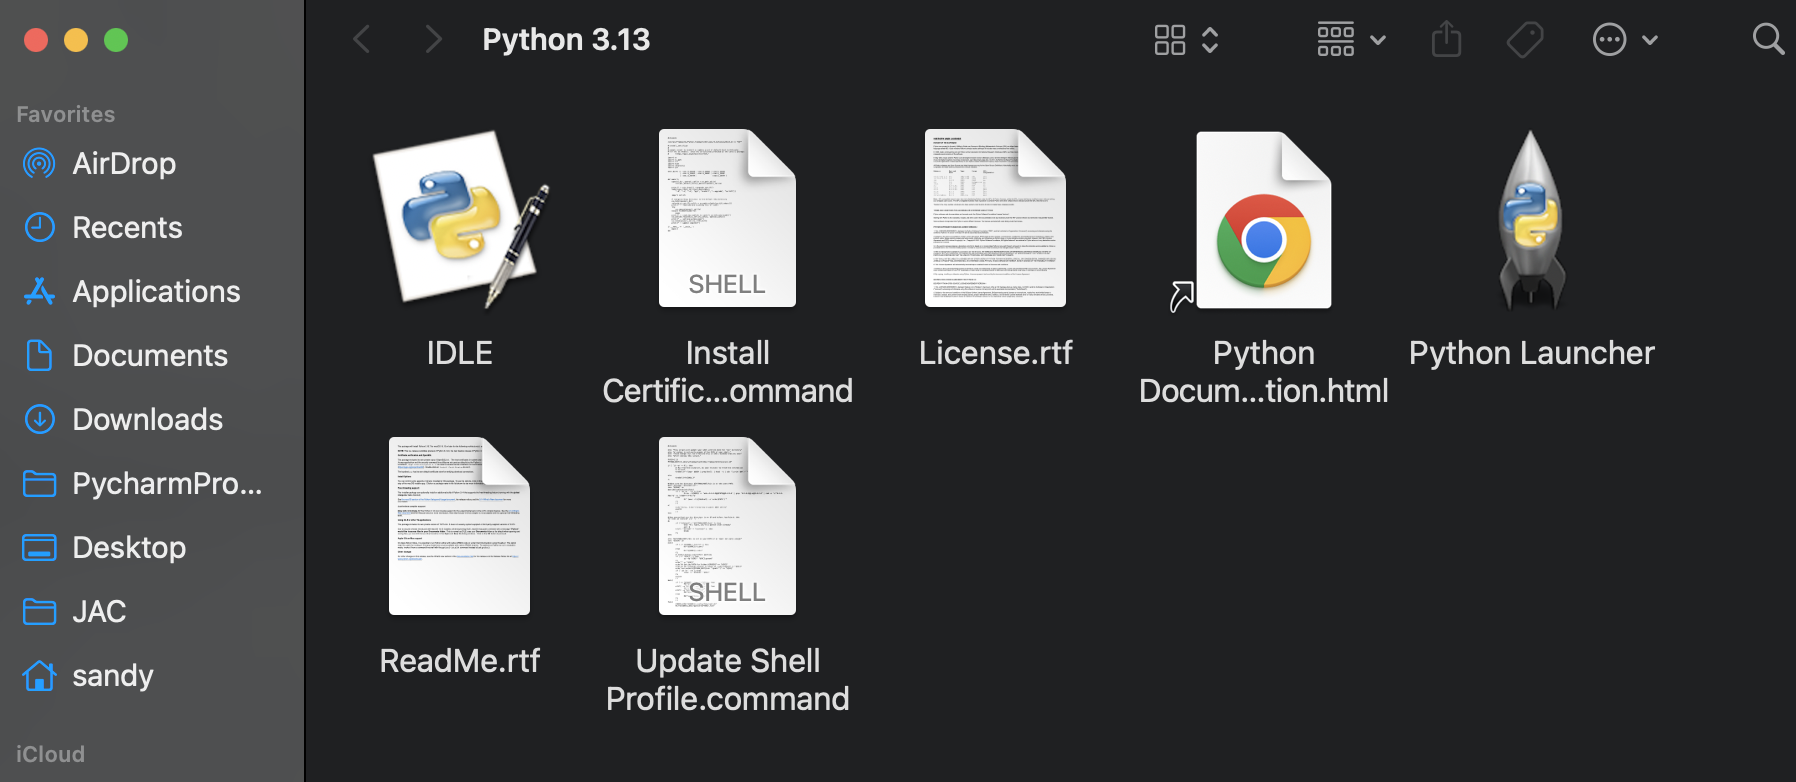 Python 3.13
Favorites
AirDrop
Recents
Applications
Documents
Downloads
PycharmPro...
Desktop
JAC
sandy
iCloud
SHELL
IDLE
Install
Certific...ommand
License.rtf
Python
Docum...tion.html
Python Launcher
SHELL
ReadMe.rtf
Update Shell
Profile.command